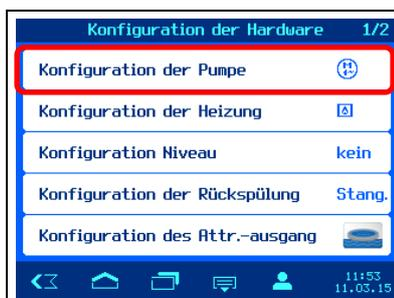 Konfiguration der Hardware 1/2
Konfiguration der Pumpe
Konfiguration der Heizung
Konfiguration Niveau kein
Konfiguration der Rückspülung Stang.
Konfiguration des Attr.-ausgang
11:53
11.03.15